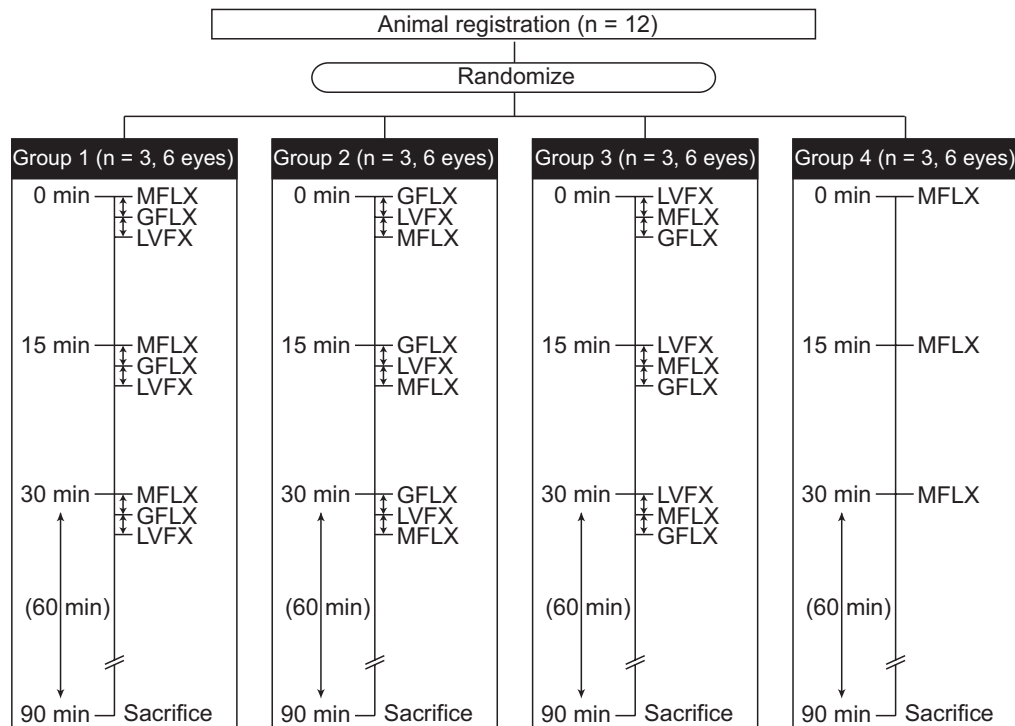 Animal registration (n = 12)
Randomize
Group 1 (n = 3, 6 eyes)
0 min
MFLX
GFLX
LVFX
15 min
MFLX
GFLX
LVFX
30 min
MFLX
GFLX
LVFX
(60 min)
90 min
Sacrifice
Group 2 (n = 3, 6 eyes)
0 min
GFLX
LVFX
MFLX
15 min
GFLX
LVFX
MFLX
30 min
GFLX
LVFX
MFLX
(60 min)
90 min
Sacrifice
Group 3 (n = 3, 6 eyes)
0 min
LVFX
MFLX
GFLX
15 min
LVFX
MFLX
GFLX
30 min
LVFX
MFLX
GFLX
(60 min)
90 min
Sacrifice
Group 4 (n = 3, 6 eyes)
0 min
MFLX
15 min
MFLX
30 min
MFLX
(60 min)
90 min
Sacrifice